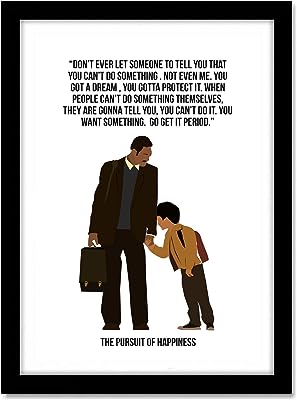 "DON'T EVER LET SOMEONE TO TELL YOU THAT
YOU CAN'T DO SOMETHING . NOT EVEN ME. YOU
GOT A DREAM , YOU GOTTA PROTECT IT. WHEN
PEOPLE CAN'T DO SOMETHING THEMSELVES,
THEY ARE GONNA TELL YOU, YOU CAN'T DO IT. YOU
WANT SOMETHING.  GO GET IT PERIOD."
THE PURSUIT OF HAPPINESS